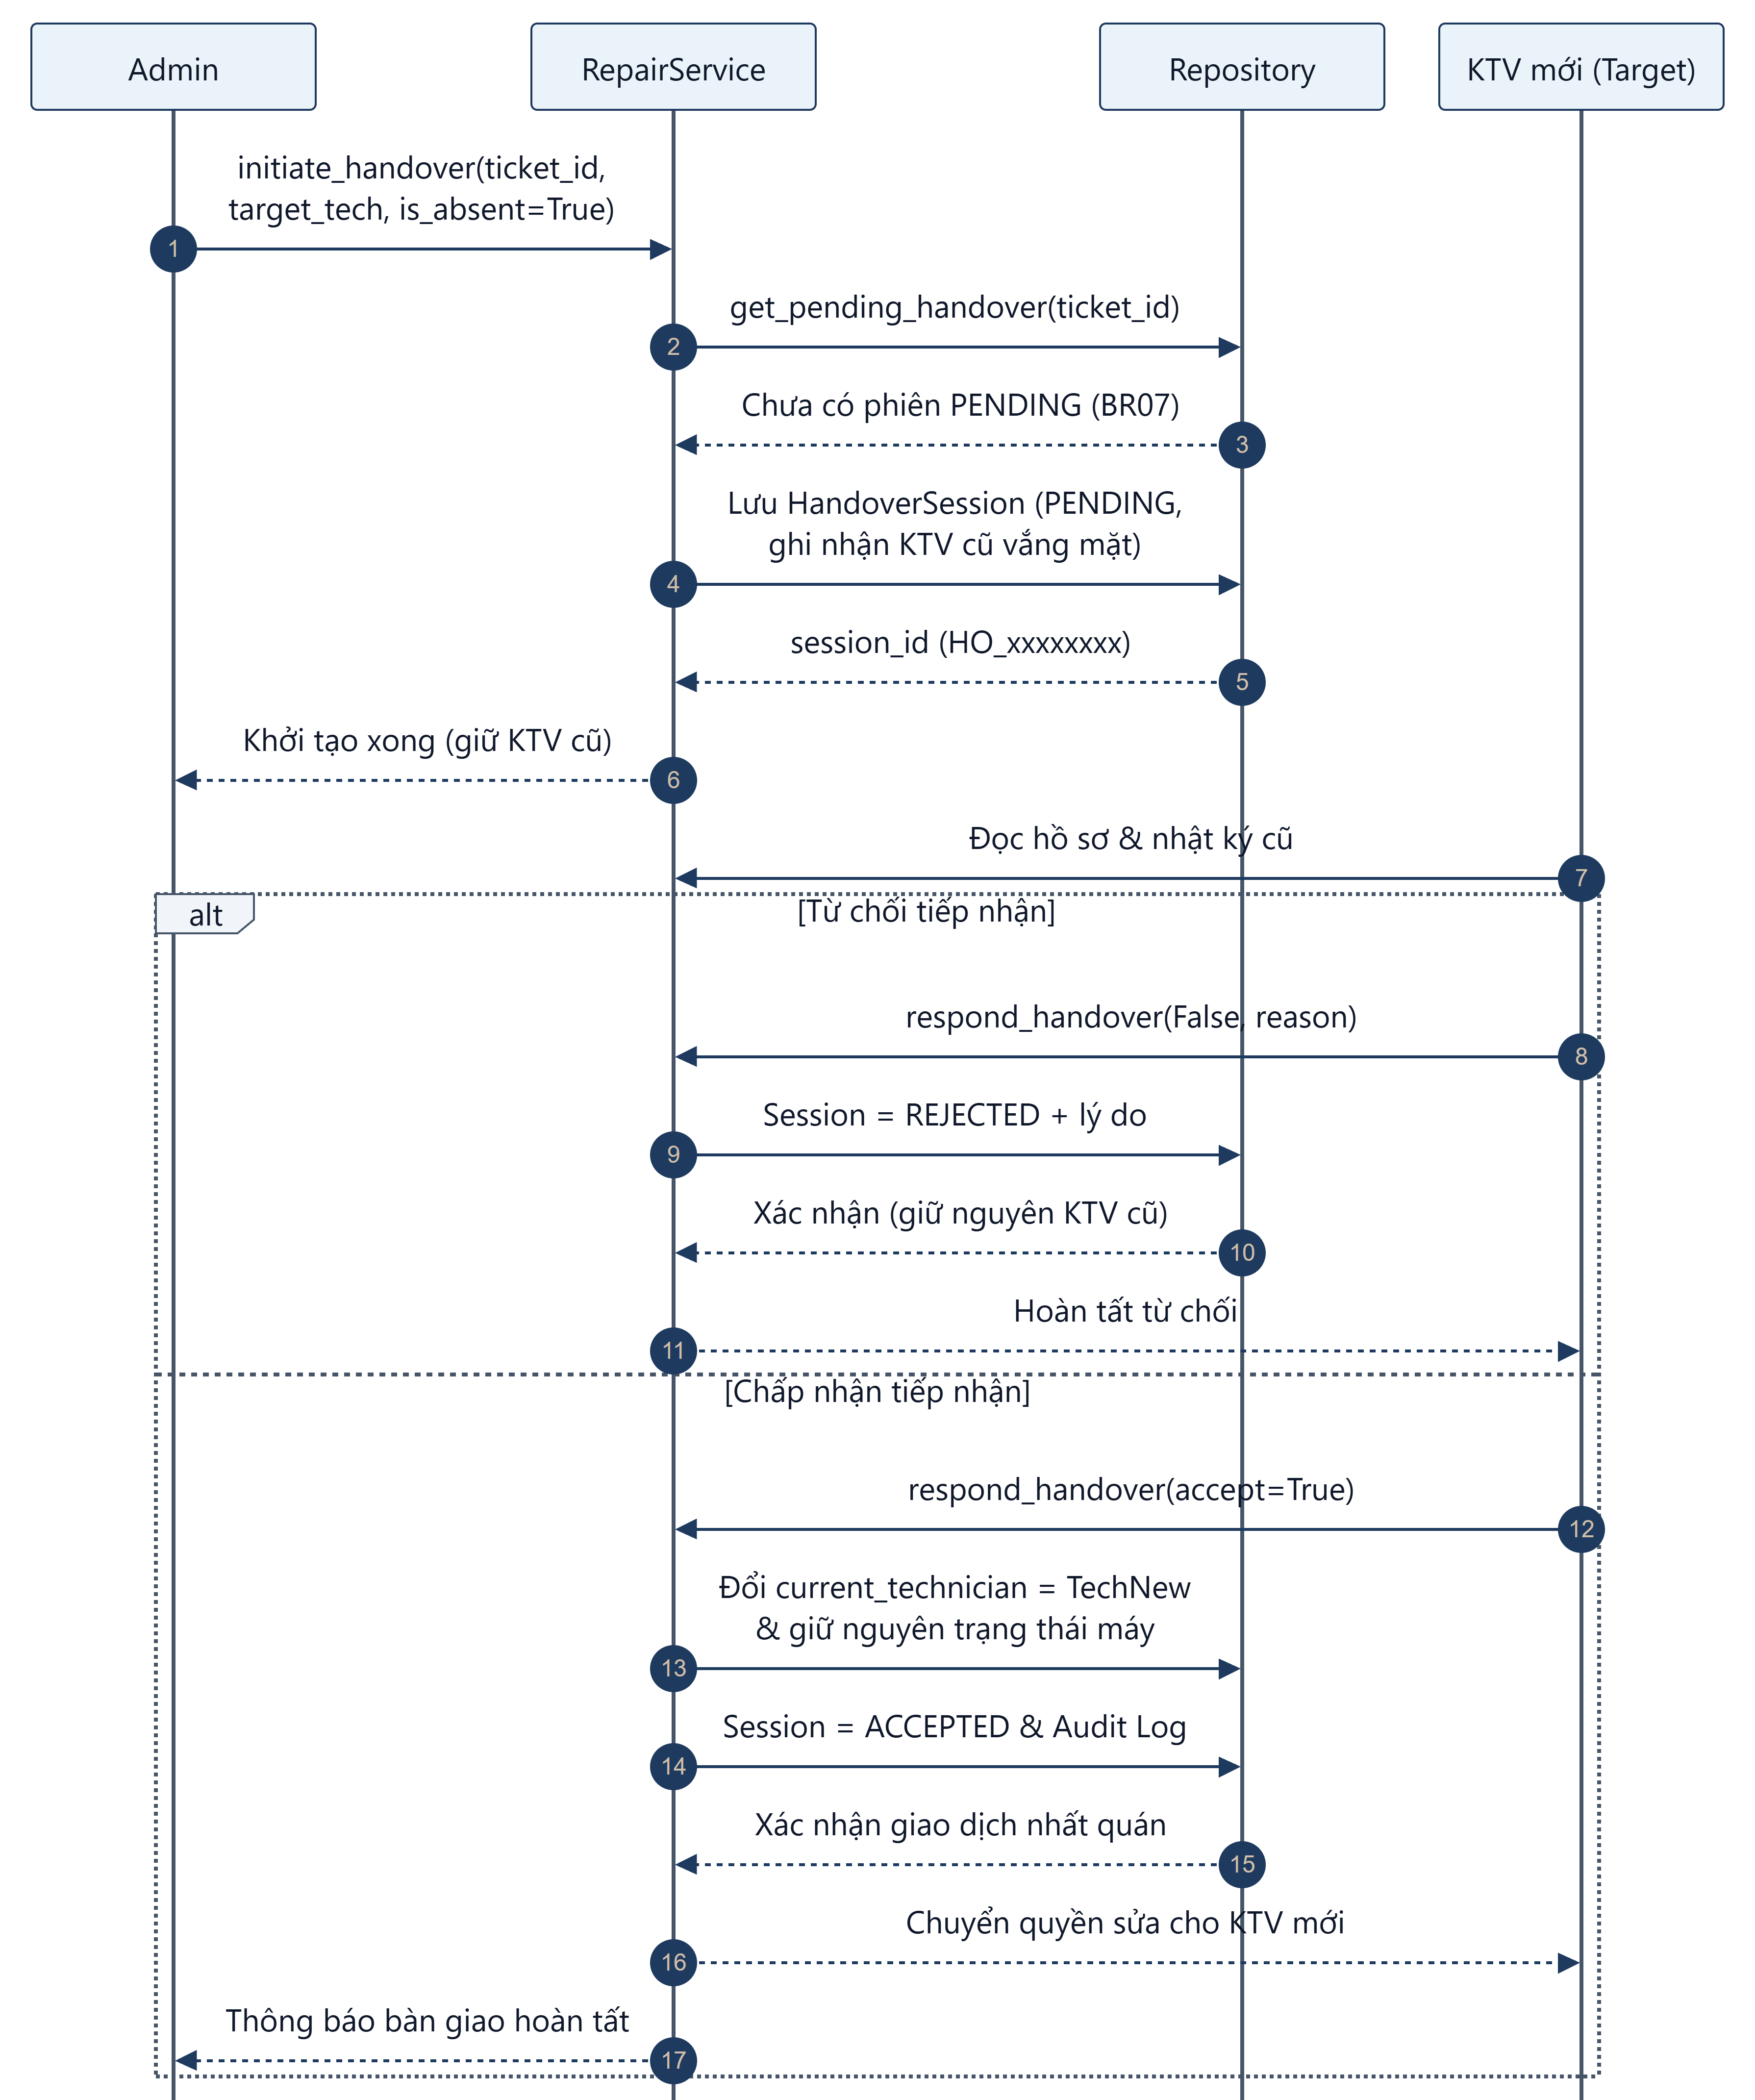 Admin
RepairService
Repository
KTV mới (Target)
initiate_handover(ticket_id,
target_tech, is_absent=True)
1
get_pending_handover(ticket_id)
2
Chưa có phiên PENDING (BR07)
3
Lưu HandoverSession (PENDING,
ghi nhận KTV cũ vắng mặt)
4
session_id (HO_xxxxxxxx)
5
Khởi tạo xong (giữ KTV cũ)
6
Đọc hồ sơ & nhật ký cũ
7
alt
[Từ chối tiếp nhận]
respond_handover(False, reason)
8
Session = REJECTED + lý do
9
Xác nhận (giữ nguyên KTV cũ)
10
Hoàn tất từ chối
11
[Chấp nhận tiếp nhận]
respond_handover(accept=True)
12
Đổi current_technician = TechNew
& giữ nguyên trạng thái máy
13
Session = ACCEPTED & Audit Log
14
Xác nhận giao dịch nhất quán
15
Chuyển quyền sửa cho KTV mới
16
Thông báo bàn giao hoàn tất
17